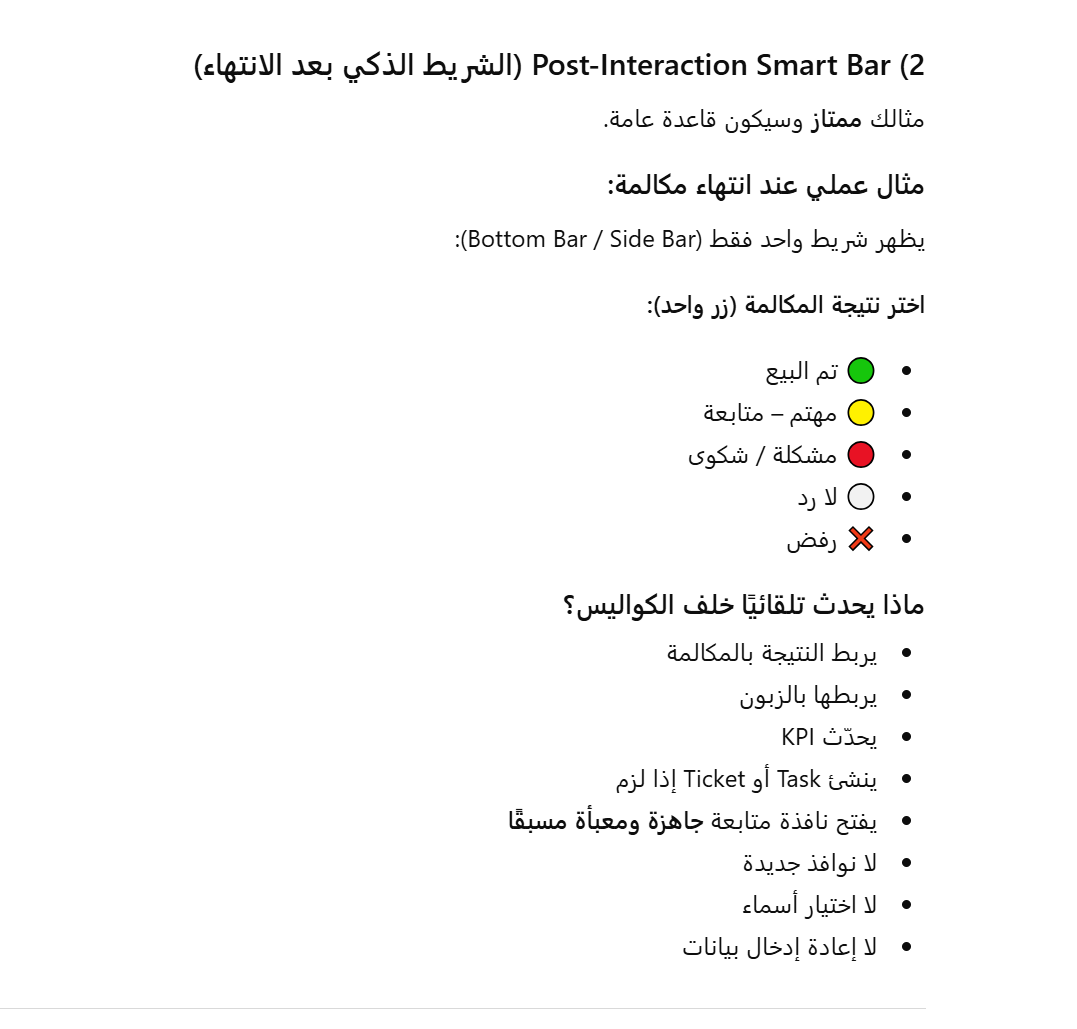 2) Post-Interaction Smart Bar (الشريط الذكي بعد الانتهاء)
مثالك ممتاز وسيكون قاعدة عامة.
مثال عملي عند انتهاء مكالمة:
يظهر شريط واحد فقط (Bottom Bar / Side Bar):
اختر نتيجة المكالمة (زر واحد):
• 🟢 تم البيع
• 🟡 مهتم – متابعة
• 🔴 مشكلة / شكوى
• ⚪ لا رد
• ❌ رفض
ماذا يحدث تلقائيًا خلف الكواليس؟
• يربط النتيجة بالمكالمة
• يربطها بالزبون
• يحدّث KPI
• ينشئ Task أو Ticket إذا لزم
• يفتح نافذة متابعة جاهزة ومعبأة مسبقًا
• لا نوافذ جديدة
• لا اختيار أسماء
• لا إعادة إدخال بيانات